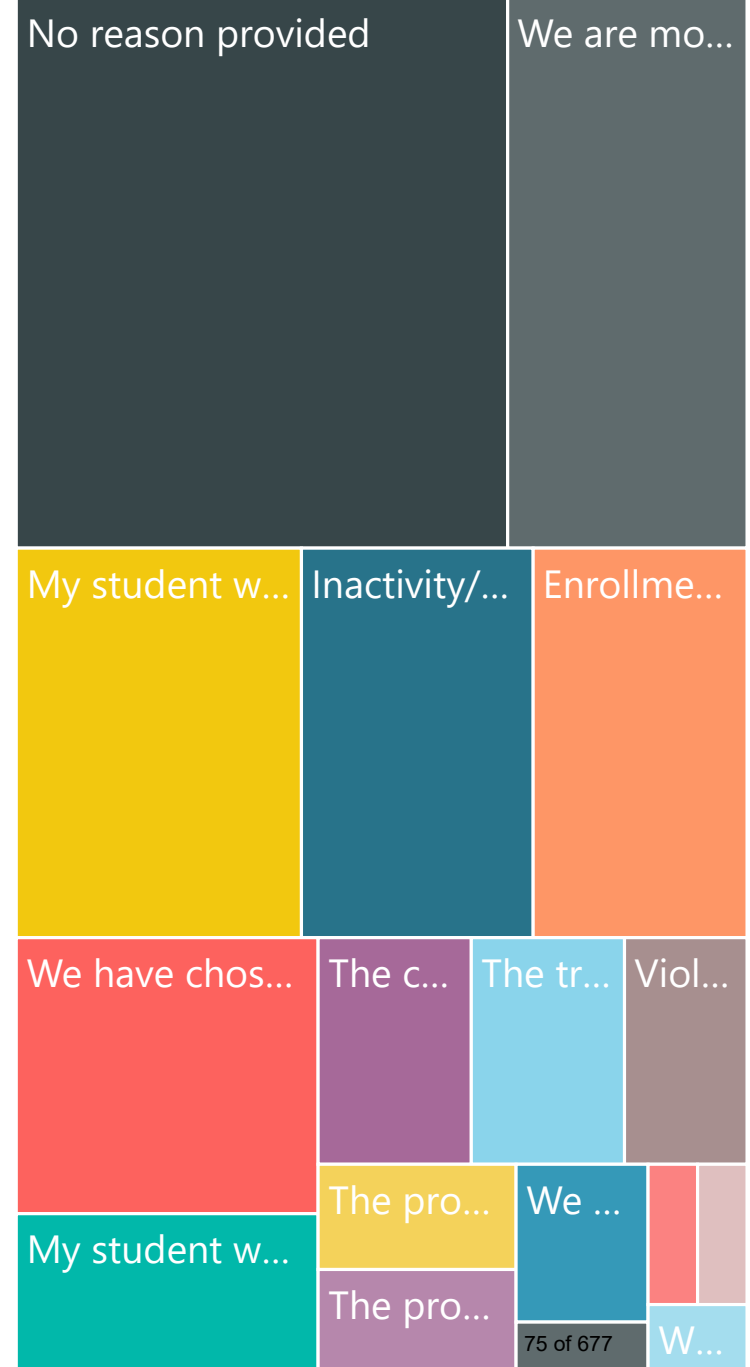 No reason provided
We are mo...
My student w...
Inactivity/...
Enrollme...
We have chos...
The c...
The tr...
Viol...
My student w...
The pro...
We ...
The pro...
75 of 677
W...